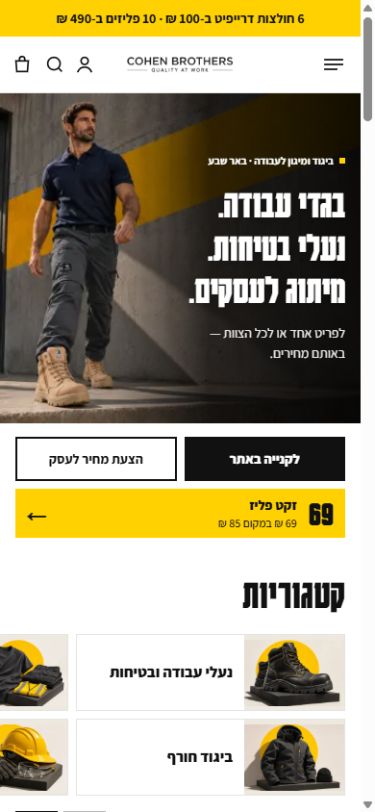 6 חולצות דרייפיט ב-100 ₪ · 10 פליזים ב-490 ₪
COHEN BROTHERS
QUALITY AT WORK
ביגוד ומיגון לעבודה · באר שבע
בגדי עבודה.
נעלי בטיחות.
מיתוג לעסקים.
לפריט אחד או לכל הצוות —
באותם מחירים.
לקנייה באתר
הצעת מחיר לעסק
69
זקט פליז
69 ₪ במקום 85 ₪
קטגוריות
נעלי עבודה ובטיחות
ביגוד חורף